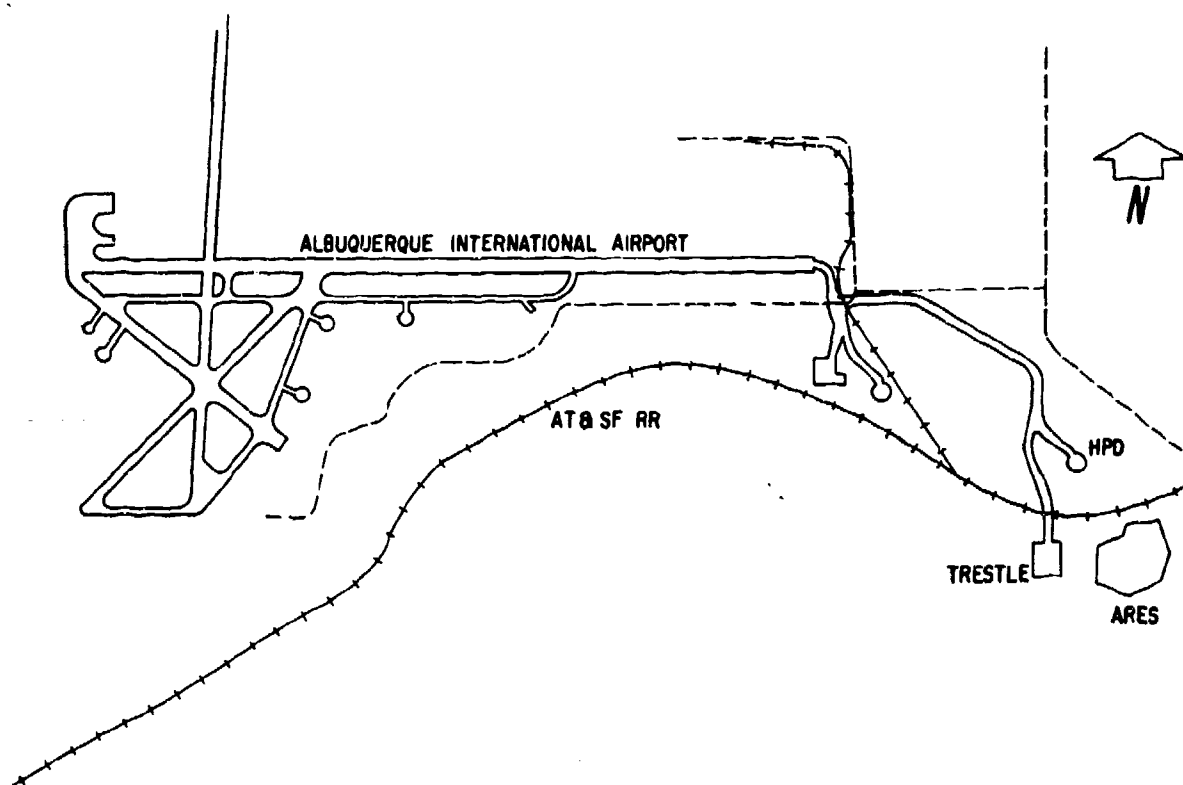 N
ALBUQUERQUE INTERNATIONAL AIRPORT
AT & SF RR
HPD
TRESTLE
ARES